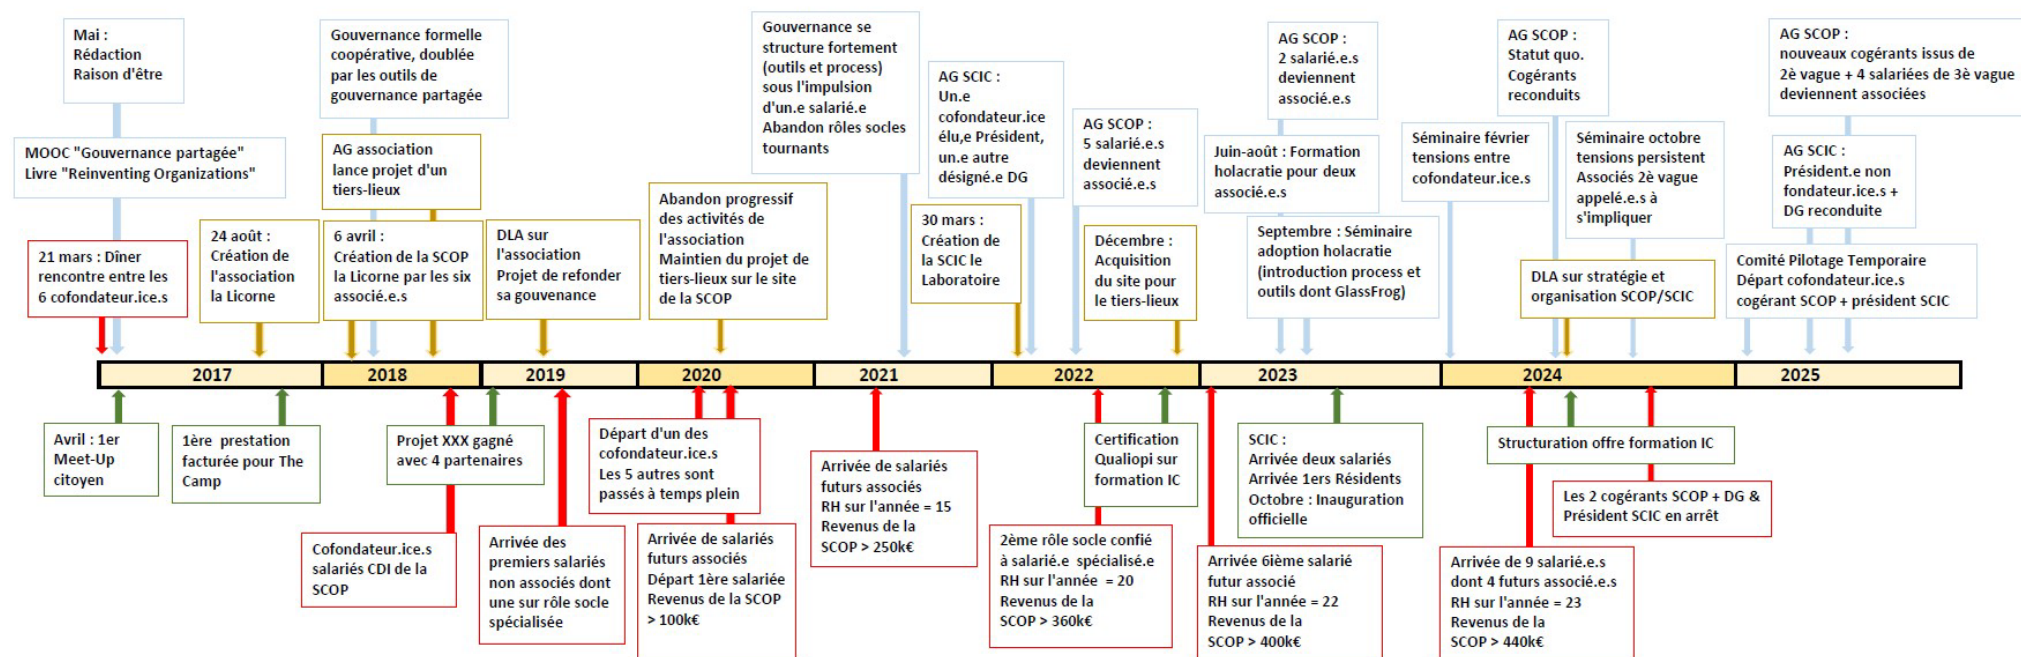 Mai :
Rédaction
Raison d'être
MOOC "Gouvernance partagée"
Livre "Reinventing Organizations"
21 mars : Dîner
rencontre entre les
6 cofondateur.ice.s
24 août :
Création de
l'association
la Licorne
Gouvernance formelle
coopérative, doublée
par les outils de
gouvernance partagée
AG association
lance projet d'un
tiers-lieux
6 avril :
Création de la SCOP
la Licorne par les six
associé.e.s
DLA sur
l'association
Projet de refonder
sa gouvenance
Abandon progressif
des activités de
l'association
Maintien du projet de
tiers-lieux sur le site
de la SCOP
Gouvernance se
structure fortement
(outils et process)
sous l'impulsion
d'un.e salarié.e
Abandon rôles socles
tournants
AG SCIC :
Un.e
cofondateur.ice
élu,e Président,
un.e autre
désigné.e DG
30 mars :
Création de
la SCIC le
Laboratoire
AG SCOP :
5 salarié.e.s
deviennent
associé.e.s
Décembre :
Acquisition
du site pour
le tiers-lieux
AG SCOP :
2 salarié.e.s
deviennent
associé.e.s
Juin-août : Formation
holacratie pour deux
associé.e.s
Septembre : Séminaire
adoption holacratie
(introduction process et
outils dont GlassFrog)
Séminaire février
tensions entre
cofondateur.ice.s
AG SCOP :
Statut quo.
Cogérants
reconduits
Séminaire octobre
tensions persistent
Associés 2è vague
appelé.e.s à
s'impliquer
DLA sur stratégie et
organisation SCOP/SCIC
AG SCOP :
nouveaux cogérants issus de
2è vague + 4 salariées de 3è vague
deviennent associées
AG SCIC :
Président.e non
fondateur.ice.s +
DG reconduite
Comité Pilotage Temporaire
Départ cofondateur.ice.s
cogérant SCOP + président SCIC
2017
2018
2019
2020
2021
2022
2023
2024
2025
Avril : 1er
Meet-Up
citoyen
1ère prestation
facturée pour The
Camp
Projet XXX gagné
avec 4 partenaires
Cofondateur.ice.s
salariés CDI de la
SCOP
Arrivée des
premiers salariés
non associés dont
une sur rôle socle
spécialisée
Départ d'un des
cofondateur.ice.s
Les 5 autres sont
passés à temps plein
Arrivée de salariés
futurs associés
Départ 1ère salariée
Revenus de la SCOP
> 100k€
Arrivée de salariés
futurs associés
RH sur l'année = 15
Revenus de la
SCOP > 250k€
Certification
Qualiopi sur
formation IC
2ème rôle socle confié
à salarié.e spécialisé.e
RH sur l'année = 20
Revenus de la
SCOP > 360k€
SCIC :
Arrivée deux salariés
Arrivée 1ers Résidents
Octobre : Inauguration
officielle
Arrivée 6ième salarié
futur associé
RH sur l'année = 22
Revenus de la
SCOP > 400k€
Structuration offre formation IC
Les 2 cogérants SCOP + DG &
Président SCIC en arrêt
Arrivée de 9 salarié.e.s
dont 4 futurs associé.e.s
RH sur l'année = 23
Revenus de la
SCOP > 440k€